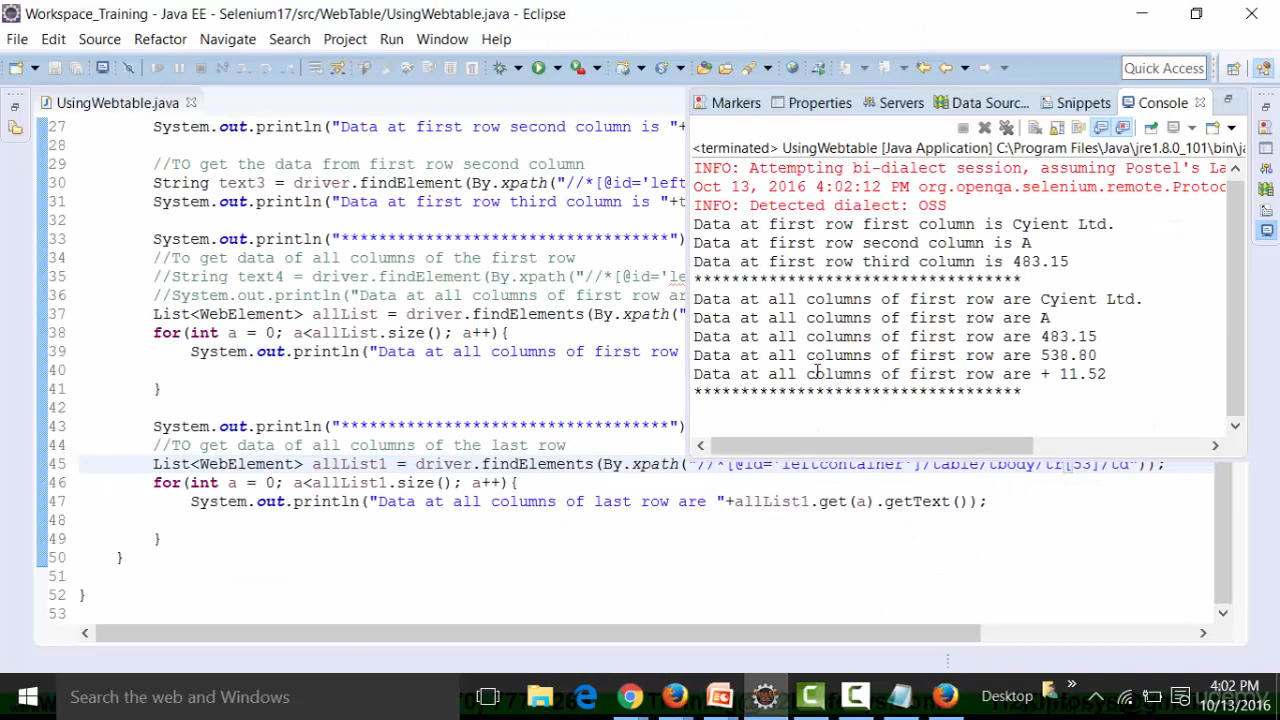 Workspace_Training - Java EE - Selenium17/src/WebTable/UsingWebtable.java - Eclipse
File Edit Source Refactor Navigate Search Project Run Window Help
Quick Access
UsingWebtable.java
27 System.out.println("Data at first row second column is "+
28
29 //TO get the data from first row second column
30 String text3 = driver.findElement(By.xpath("//*[@id='left
31 System.out.println("Data at first row third column is "+t
32
33 System.out.println("***********************************")
34 //To get data of all columns of the first row
35 //String text4 = driver.findElement(By.xpath("//*[@id='le
36 //System.out.println("Data at all columns of first row ar
37 List<WebElement> allList = driver.findElements(By.xpath("
38 for(int a = 0; a<allList.size(); a++){
39 System.out.println("Data at all columns of first row
40
41 }
42
43 System.out.println("***********************************")
44 //TO get data of all columns of the last row
45 List<WebElement> allList1 = driver.findElements(By.xpath("//*[@id='leftcontainer']/table/tbody/tr[53]/td"));
46 for(int a = 0; a<allList1.size(); a++){
47 System.out.println("Data at all columns of last row are "+allList1.get(a).getText());
48
49 }
50 }
51
52 }
53
Markers Properties Servers Data Sourc... Snippets Console
<terminated> UsingWebtable [Java Application] C:\Program Files\Java\jre1.8.0_101\bin\ja
INFO: Attempting bi-dialect session, assuming Postel's La
Oct 13, 2016 4:02:12 PM org.openqa.selenium.remote.Protoc
INFO: Detected dialect: OSS
Data at first row first column is Cyient Ltd.
Data at first row second column is A
Data at first row third column is 483.15
***********************************
Data at all columns of first row are Cyient Ltd.
Data at all columns of first row are A
Data at all columns of first row are 483.15
Data at all columns of first row are 538.80
Data at all columns of first row are + 11.52
***********************************
Search the web and Windows
Desktop
4:02 PM
10/13/2016